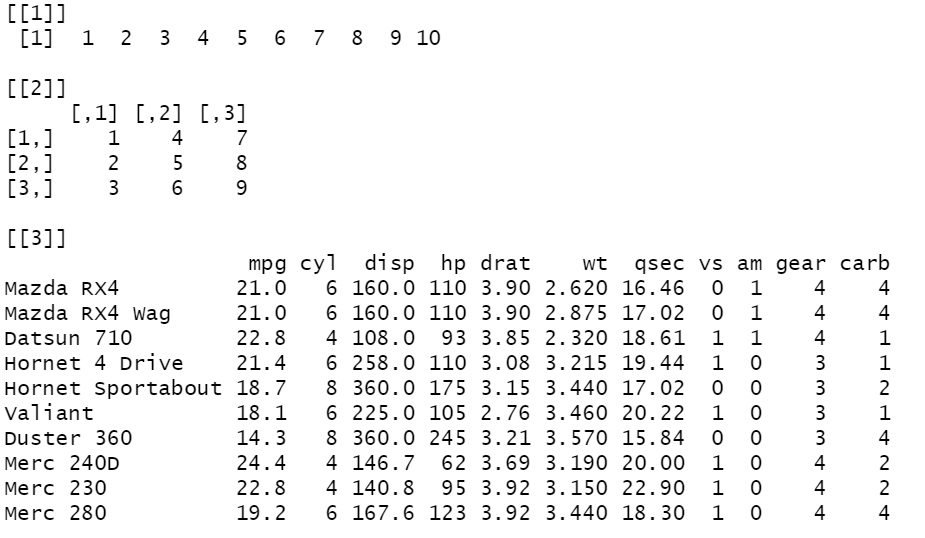 [[1]]
 [1]  1  2  3  4  5  6  7  8  9 10
[[2]]
     [,1] [,2] [,3]
[1,]    1    4    7
[2,]    2    5    8
[3,]    3    6    9
[[3]]
                   mpg cyl  disp  hp drat    wt  qsec vs am gear carb
Mazda RX4         21.0   6 160.0 110 3.90 2.620 16.46  0  1    4    4
Mazda RX4 Wag     21.0   6 160.0 110 3.90 2.875 17.02  0  1    4    4
Datsun 710        22.8   4 108.0  93 3.85 2.320 18.61  1  1    4    1
Hornet 4 Drive    21.4   6 258.0 110 3.08 3.215 19.44  1  0    3    1
Hornet Sportabout 18.7   8 360.0 175 3.15 3.440 17.02  0  0    3    2
Valiant           18.1   6 225.0 105 2.76 3.460 20.22  1  0    3    1
Duster 360        14.3   8 360.0 245 3.21 3.570 15.84  0  0    3    4
Merc 240D         24.4   4 146.7  62 3.69 3.190 20.00  1  0    4    2
Merc 230          22.8   4 140.8  95 3.92 3.150 22.90  1  0    4    2
Merc 280          19.2   6 167.6 123 3.92 3.440 18.30  1  0    4    4